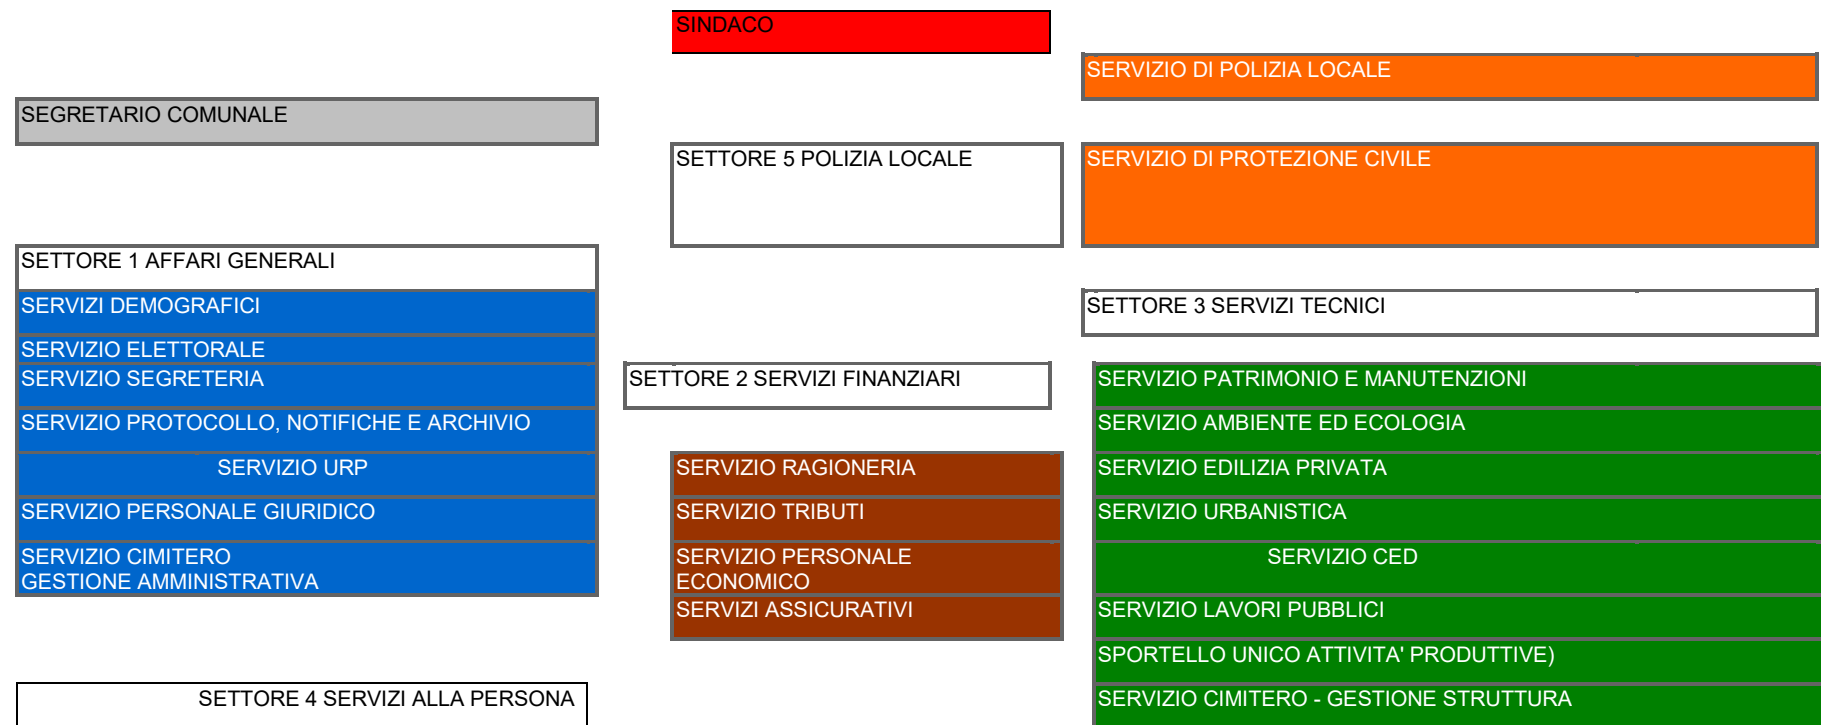 SINDACO
SERVIZIO DI POLIZIA LOCALE
SEGRETARIO COMUNALE
SETTORE 5 POLIZIA LOCALE
SERVIZIO DI PROTEZIONE CIVILE
SETTORE 1 AFFARI GENERALI
SERVIZI DEMOGRAFICI
SERVIZIO ELETTORALE
SERVIZIO SEGRETERIA
SERVIZIO PROTOCOLLO, NOTIFICHE E ARCHIVIO
SERVIZIO URP
SERVIZIO PERSONALE GIURIDICO
SERVIZIO CIMITERO
GESTIONE AMMINISTRATIVA
SETTORE 2 SERVIZI FINANZIARI
SERVIZIO RAGIONERIA
SERVIZIO TRIBUTI
SERVIZIO PERSONALE
ECONOMICO
SERVIZI ASSICURATIVI
SETTORE 3 SERVIZI TECNICI
SERVIZIO PATRIMONIO E MANUTENZIONI
SERVIZIO AMBIENTE ED ECOLOGIA
SERVIZIO EDILIZIA PRIVATA
SERVIZIO URBANISTICA
SERVIZIO CED
SERVIZIO LAVORI PUBBLICI
SPORTELLO UNICO ATTIVITA' PRODUTTIVE)
SERVIZIO CIMITERO - GESTIONE STRUTTURA
SETTORE 4 SERVIZI ALLA PERSONA